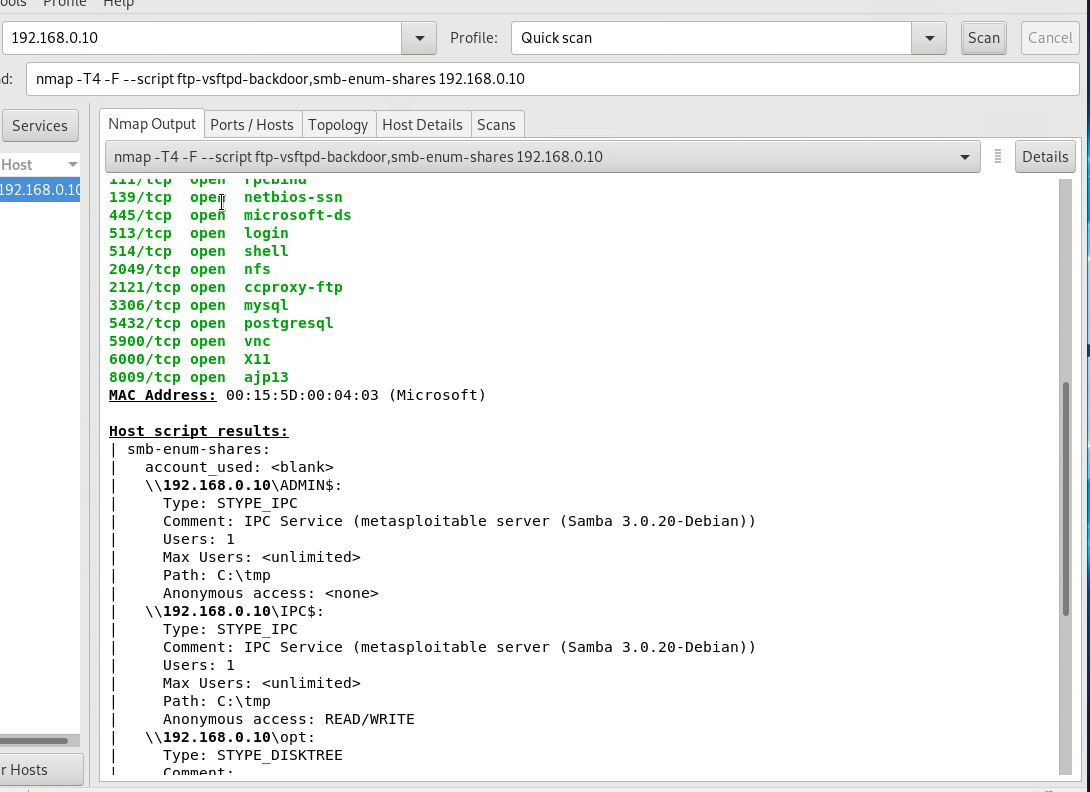 Profile Help
192.168.0.10 Profile: Quick scan Scan Cancel
nmap -T4 -F --script ftp-vsftpd-backdoor,smb-enum-shares 192.168.0.10
Services Nmap Output Ports / Hosts Topology Host Details Scans
nmap -T4 -F --script ftp-vsftpd-backdoor,smb-enum-shares 192.168.0.10 Details
Host
192.168.0.10
111/tcp open rpcbind
139/tcp open netbios-ssn
445/tcp open microsoft-ds
513/tcp open login
514/tcp open shell
2049/tcp open nfs
2121/tcp open ccproxy-ftp
3306/tcp open mysql
5432/tcp open postgresql
5900/tcp open vnc
6000/tcp open X11
8009/tcp open ajp13
MAC Address: 00:15:5D:00:04:03 (Microsoft)
Host script results:
| smb-enum-shares:
|   account_used: <blank>
|   \\192.168.0.10\ADMIN$:
|     Type: STYPE_IPC
|     Comment: IPC Service (metasploitable server (Samba 3.0.20-Debian))
|     Users: 1
|     Max Users: <unlimited>
|     Path: C:\tmp
|     Anonymous access: <none>
|   \\192.168.0.10\IPC$:
|     Type: STYPE_IPC
|     Comment: IPC Service (metasploitable server (Samba 3.0.20-Debian))
|     Users: 1
|     Max Users: <unlimited>
|     Path: C:\tmp
|     Anonymous access: READ/WRITE
|   \\192.168.0.10\opt:
|     Type: STYPE_DISKTREE
|     Comment:
r Hosts